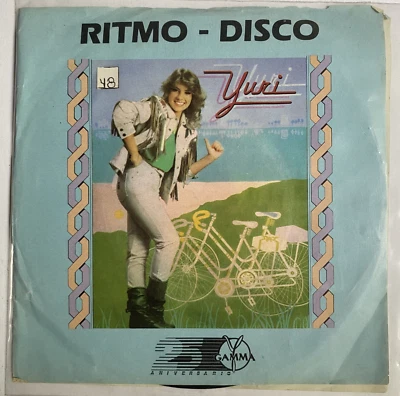 RITMO - DISCO
48
Yuri
GAMMA
ANIVERSARIO